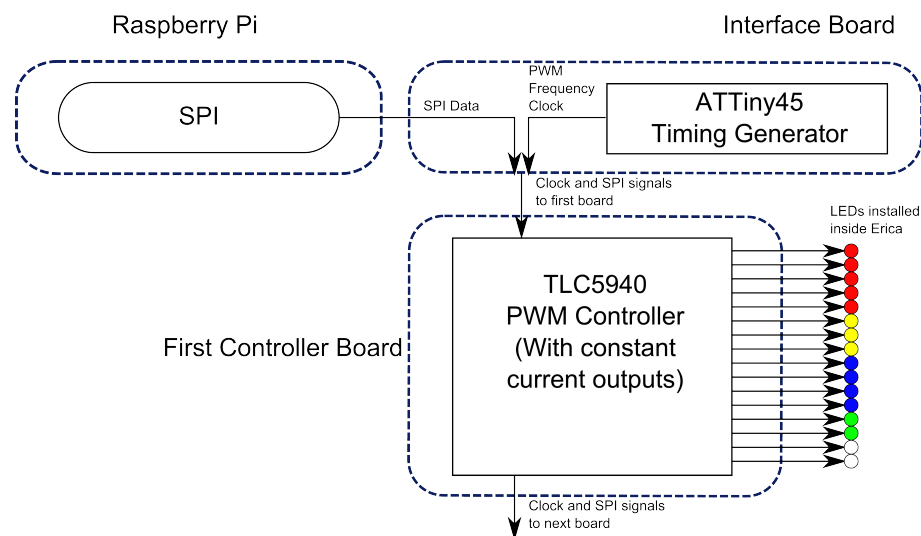 Raspberry Pi
Interface Board
SPI
SPI Data
PWM
Frequency
Clock
ATTiny45
Timing Generator
Clock and SPI signals
to first board
LEDs installed
inside Erica
First Controller Board
TLC5940
PWM Controller
(With constant
current outputs)
Clock and SPI signals
to next board